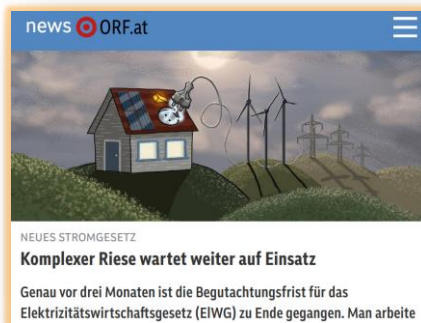 news ORF.at
NEUES STROMGESETZ
Komplexer Riese wartet weiter auf Einsatz
Genau vor drei Monaten ist die Begutachtungsfrist für das
Elektrizitätswirtschaftsgesetz (ElWG) zu Ende gegangen. Man arbeite